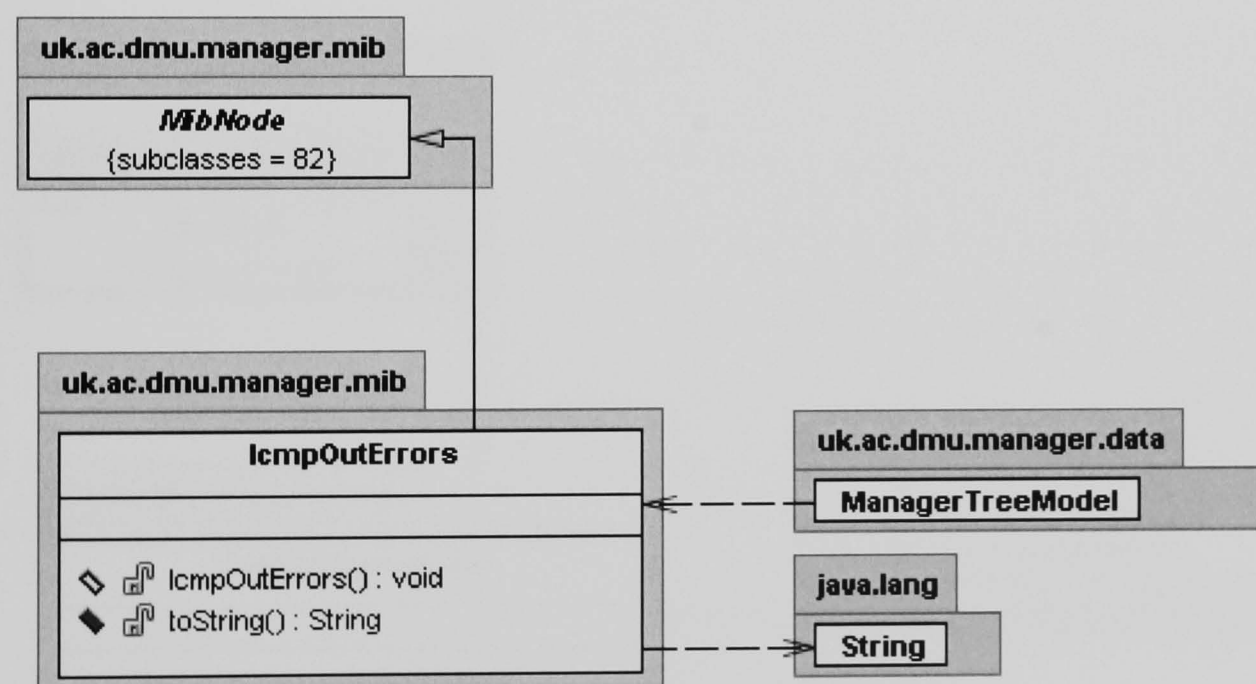 uk.ac.dmu.manager.mib
MibNode
{subclasses = 82}
uk.ac.dmu.manager.mib
IcmpOutErrors
uk.ac.dmu.manager.data
ManagerTreeModel
IcmpOutErrors() : void
toString() : String
java.lang
String